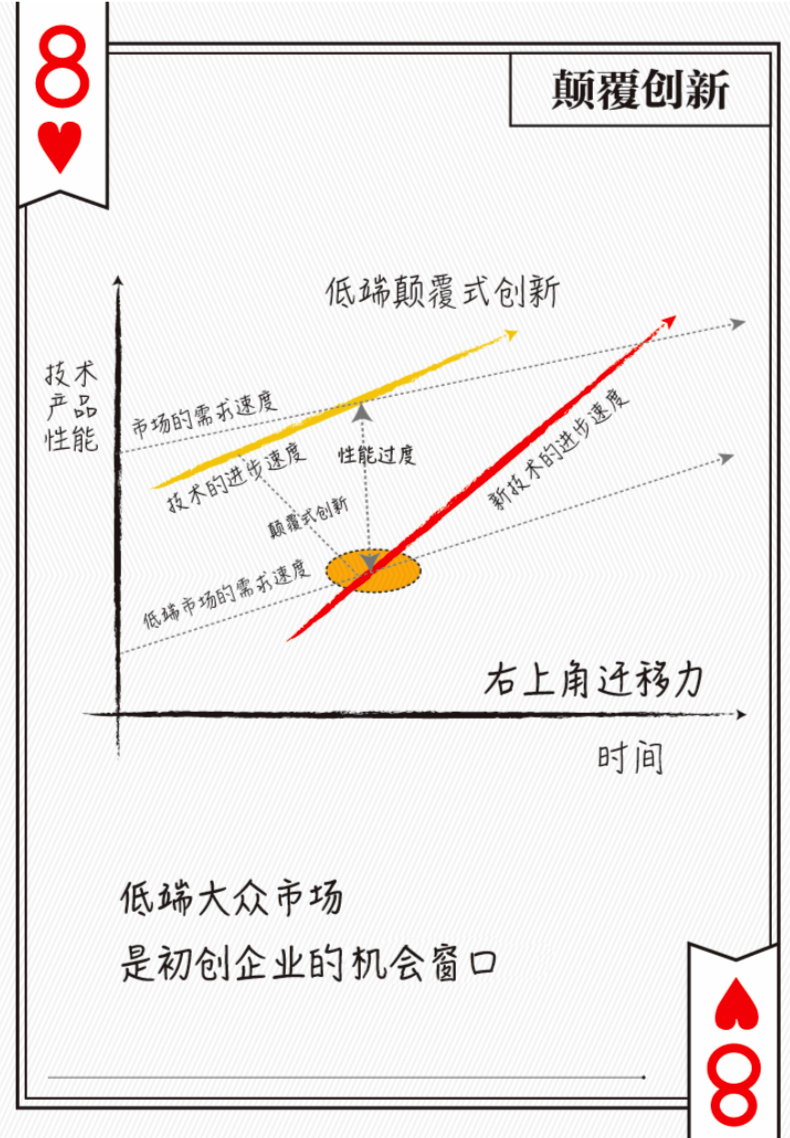 8
颠覆创新
低端颠覆式创新
技术
产品
性能
市场的需求速度
技术的进步速度
性能过度
新技术的进步速度
颠覆式创新
低端市场的需求速度
右上角迁移力
时间
低端大众市场
是初创企业的机会窗口
8